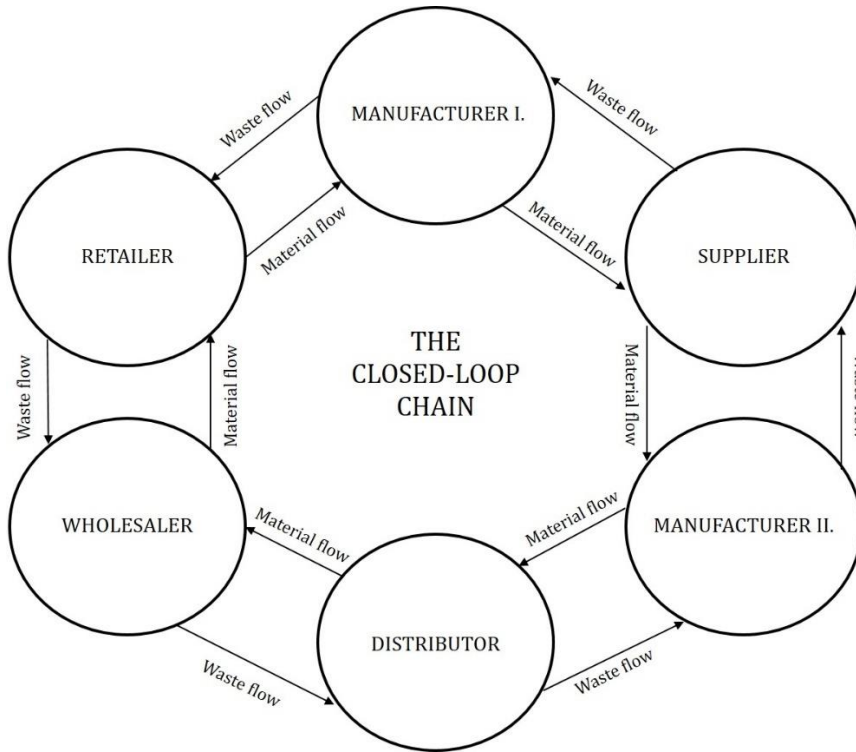 MANUFACTURER I.
Waste flow
Waste flow
RETAILER
Material flow
Material flow
SUPPLIER
THE
CLOSED-LOOP
CHAIN
Waste flow
Material flow
Material flow
WHOLESALER
Material flow
Material flow
MANUFACTURER II.
DISTRIBUTOR
Waste flow
Waste flow